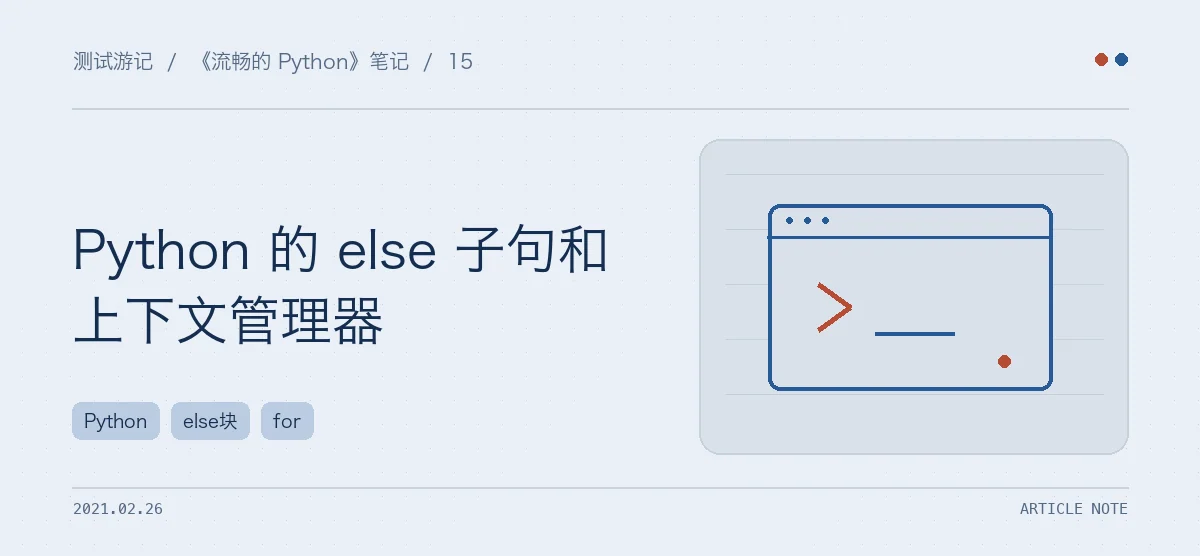 测试游记 / 《流畅的 Python》笔记 / 15
Python 的 else 子句和
上下文管理器
Python else块 for
2021.02.26
ARTICLE NOTE